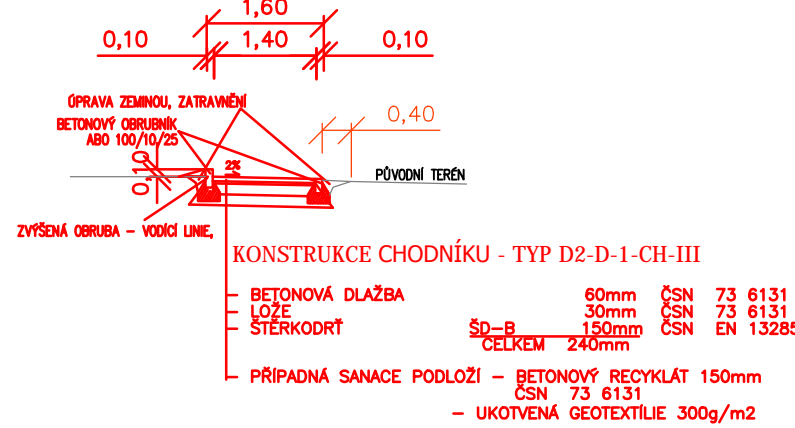 1,60
0,10 1,40 0,10
ÚPRAVA ZEMINOU, ZATRAVNĚNÍ
0,40
BETONOVÝ OBRUBNÍK
ABO 100/10/25
0,10
2%
PŮVODNÍ TERÉN
ZVÝŠENÁ OBRUBA – VODÍCÍ LINIE,
KONSTRUKCE CHODNÍKU - TYP D2-D-1-CH-III
BETONOVÁ DLAŽBA 60mm ČSN 73 6131
LOŽE 30mm ČSN 73 6131
ŠTĚRKODRŤ ŠD–B 150mm ČSN EN 13285
CELKEM 240mm
PŘÍPADNÁ SANACE PODLOŽÍ – BETONOVÝ RECYKLÁT 150mm
ČSN 73 6131
– UKOTVENÁ GEOTEXTÍLIE 300g/m2